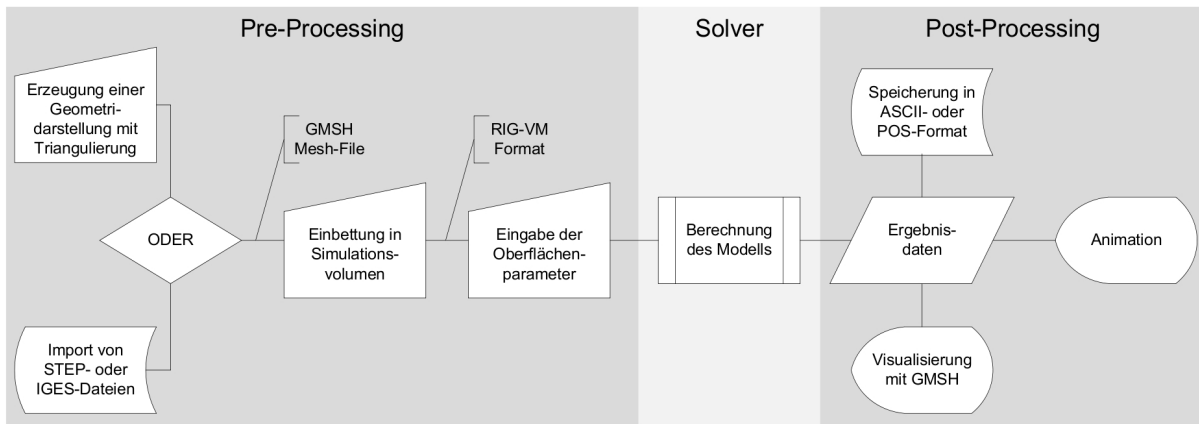 Pre-Processing
Solver
Post-Processing
Erzeugung einer
Geometri-
darstellung mit
Triangulierung
GMSH
Mesh-File
RIG-VM
Format
Speicherung in
ASCII- oder
POS-Format
ODER
Einbettung in
Simulations-
volumen
Eingabe der
Oberflächen-
parameter
Berechnung
des Modells
Ergebnis-
daten
Animation
Import von
STEP- oder
IGES-Dateien
Visualisierung
mit GMSH